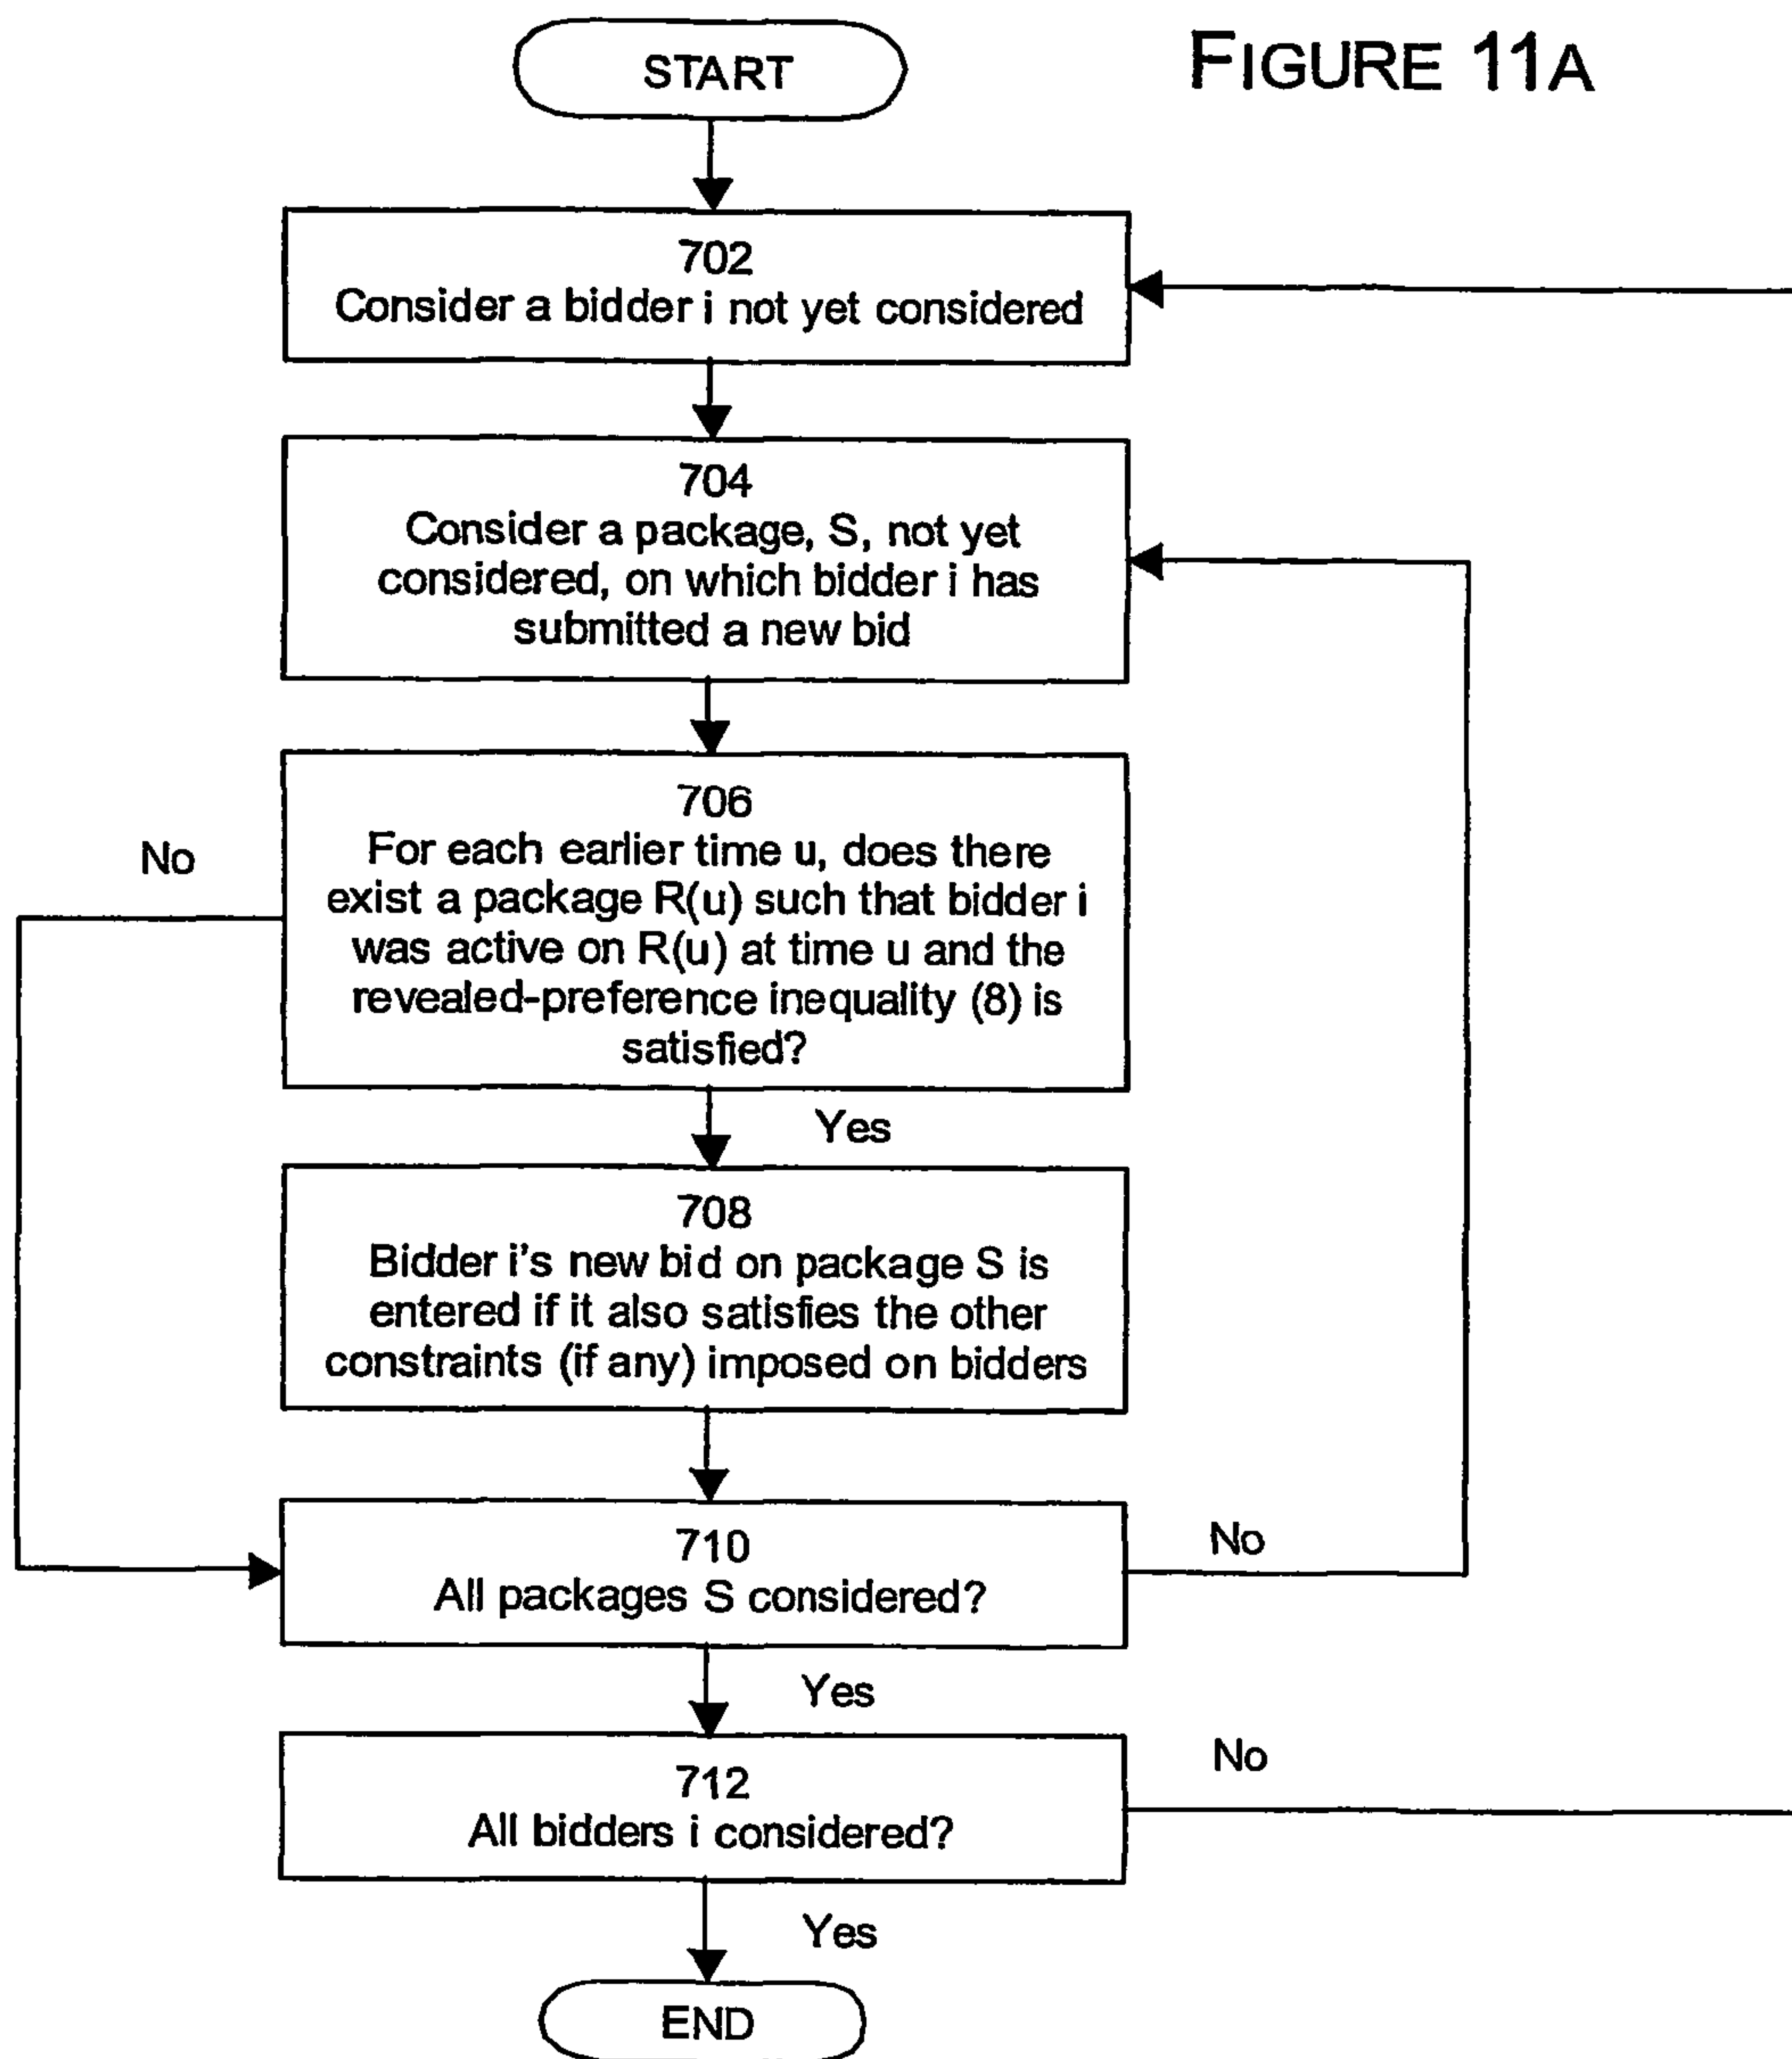 START
FIGURE 11A
702
Consider a bidder i not yet considered
704
Consider a package, S, not yet
considered, on which bidder i has
submitted a new bid
706
For each earlier time u, does there
exist a package R(u) such that bidder i
was active on R(u) at time u and the
revealed-preference inequality (8) is
satisfied?
No
Yes
708
Bidder i's new bid on package S is
entered if it also satisfies the other
constraints (if any) imposed on bidders
710
All packages S considered?
No
Yes
712
All bidders i considered?
No
Yes
END